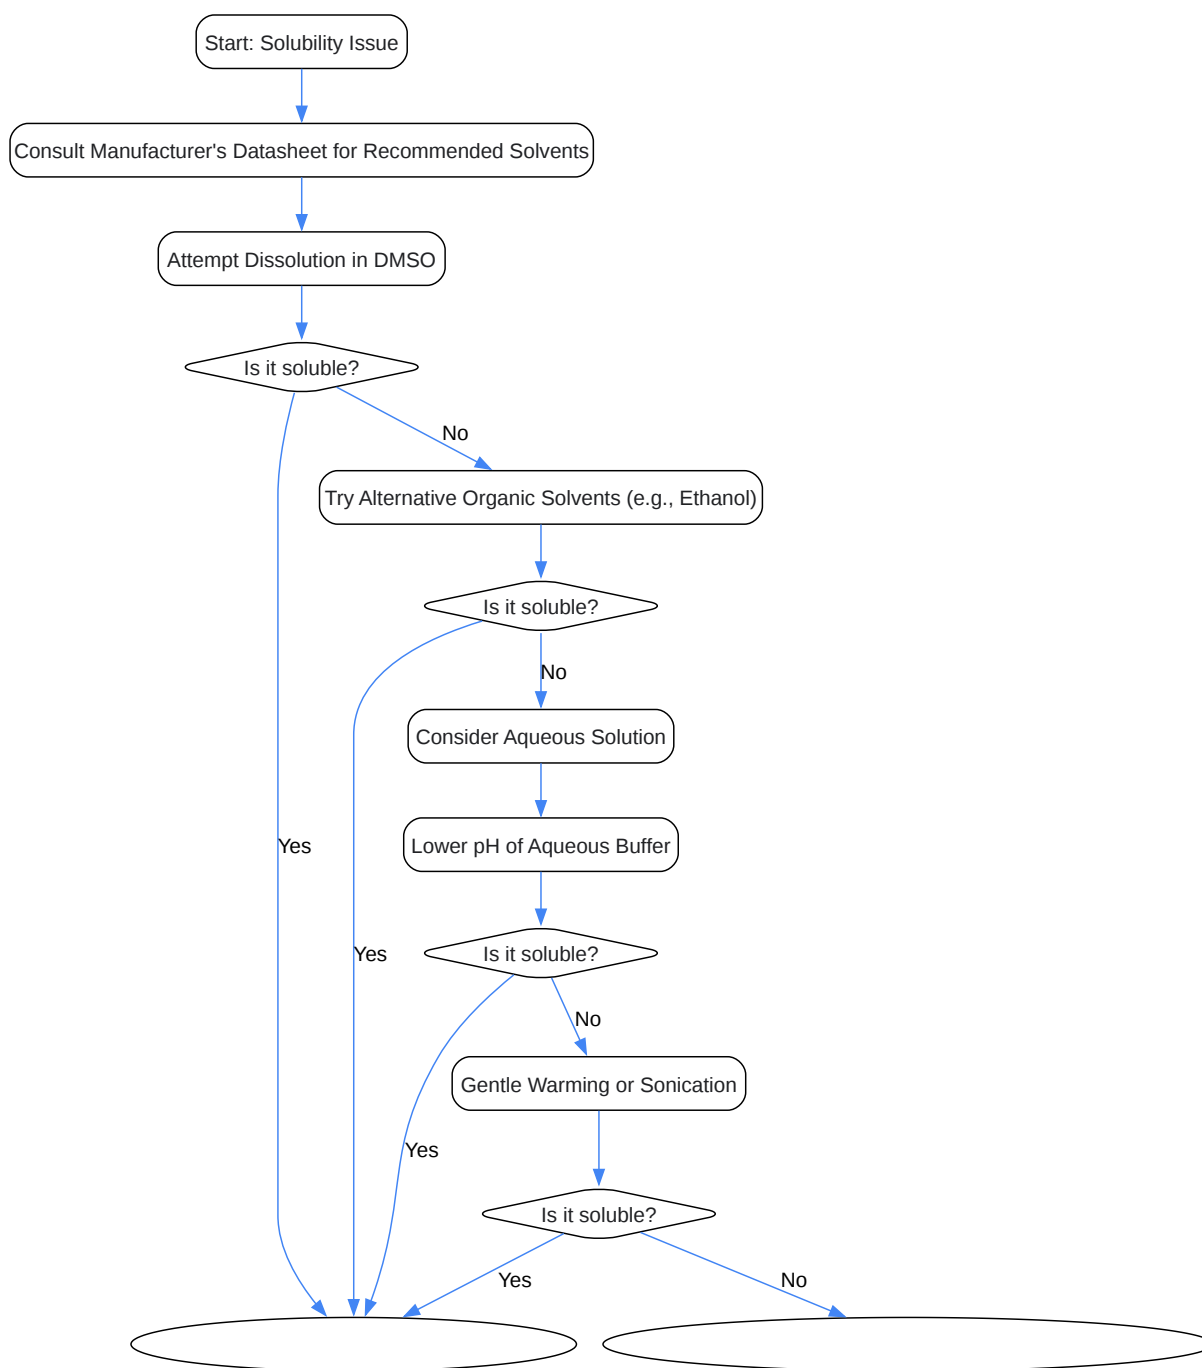 Start: Solubility Issue
Consult Manufacturer's Datasheet for Recommended Solvents
Attempt Dissolution in DMSO
Is it soluble?
No
Try Alternative Organic Solvents (e.g., Ethanol)
Is it soluble?
No
Consider Aqueous Solution
Lower pH of Aqueous Buffer
Yes
Is it soluble?
Yes
No
Gentle Warming or Sonication
Yes
Is it soluble?
Yes
No